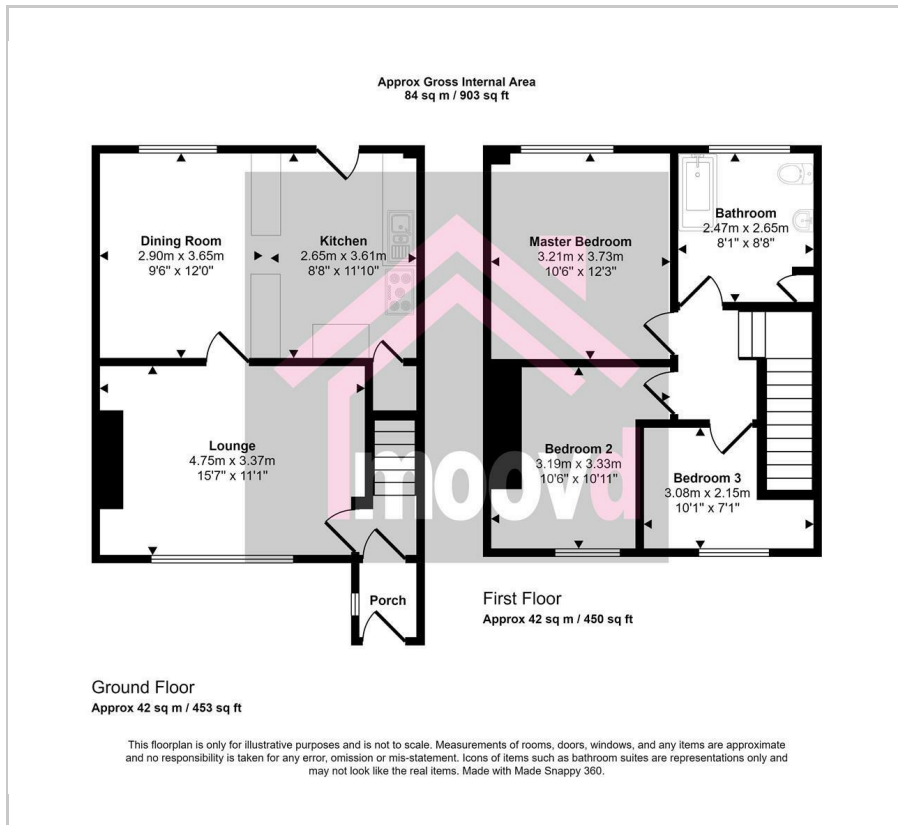 Approx Gross Internal Area
84 sq m / 903 sq ft
Dining Room
2.90m x 3.65m
9'6" x 12'0"
Kitchen
2.65m x 3.61m
8'8" x 11'10"
Lounge
4.75m x 3.37m
15'7" x 11'1"
Porch
Ground Floor
Approx 42 sq m / 453 sq ft
Master Bedroom
3.21m x 3.73m
10'6" x 12'3"
Bathroom
2.47m x 2.65m
8'1" x 8'8"
Bedroom 2
3.19m x 3.33m
10'6" x 10'11"
Bedroom 3
3.08m x 2.15m
10'1" x 7'1"
First Floor
Approx 42 sq m / 450 sq ft
moovd
This floorplan is only for illustrative purposes and is not to scale. Measurements of rooms, doors, windows, and any items are approximate
and no responsibility is taken for any error, omission or mis-statement. Icons of items such as bathroom suites are representations only and
may not look like the real items. Made with Made Snappy 360.